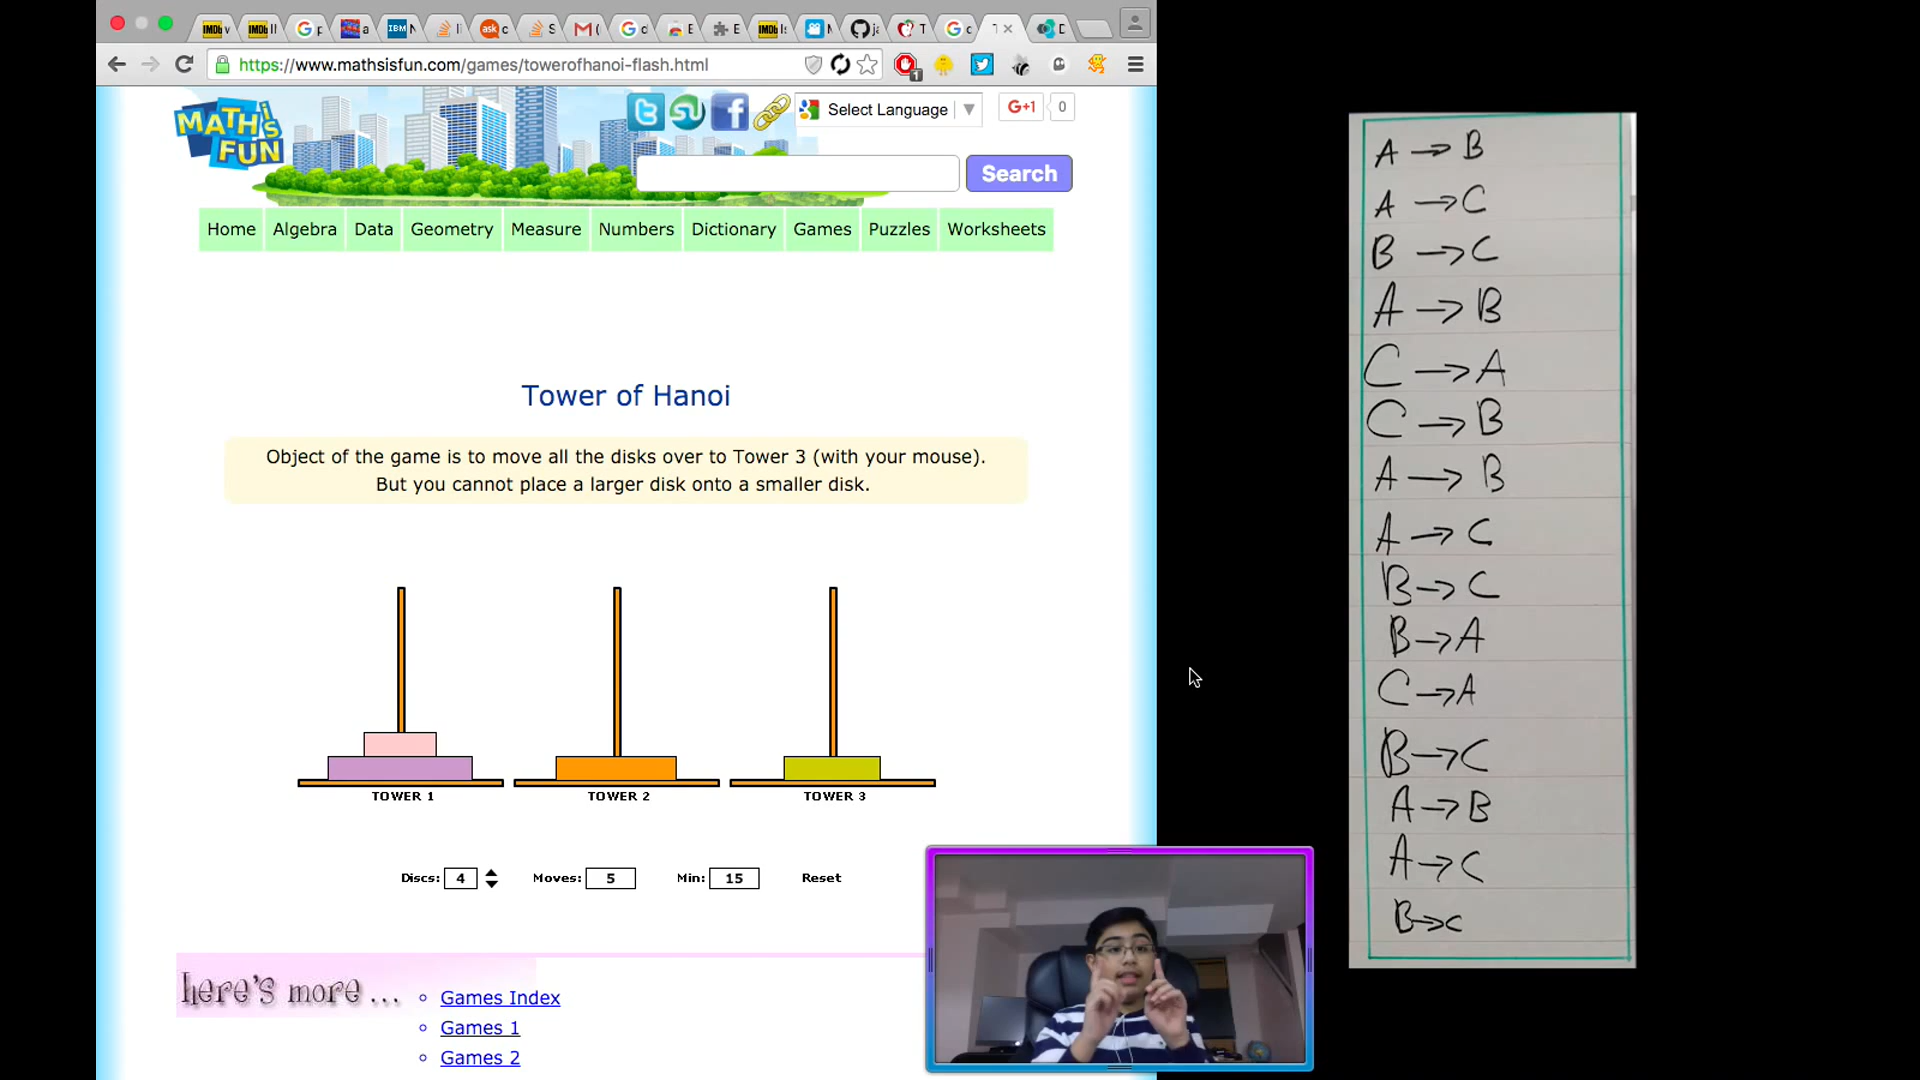 https://www.mathsisfun.com/games/towerofhanoi-flash.html
MATH is FUN
Select Language
G+1 0
Search
Home Algebra Data Geometry Measure Numbers Dictionary Games Puzzles Worksheets
Tower of Hanoi
Object of the game is to move all the disks over to Tower 3 (with your mouse).
But you cannot place a larger disk onto a smaller disk.
TOWER 1 TOWER 2 TOWER 3
Discs: 4 Moves: 5 Min: 15 Reset
here's more ...
Games Index
Games 1
Games 2
A → B
A → C
B → C
A → B
C → A
C → B
A → B
A → C
B → C
B → A
C → A
B → C
A → B
A → C
B → C